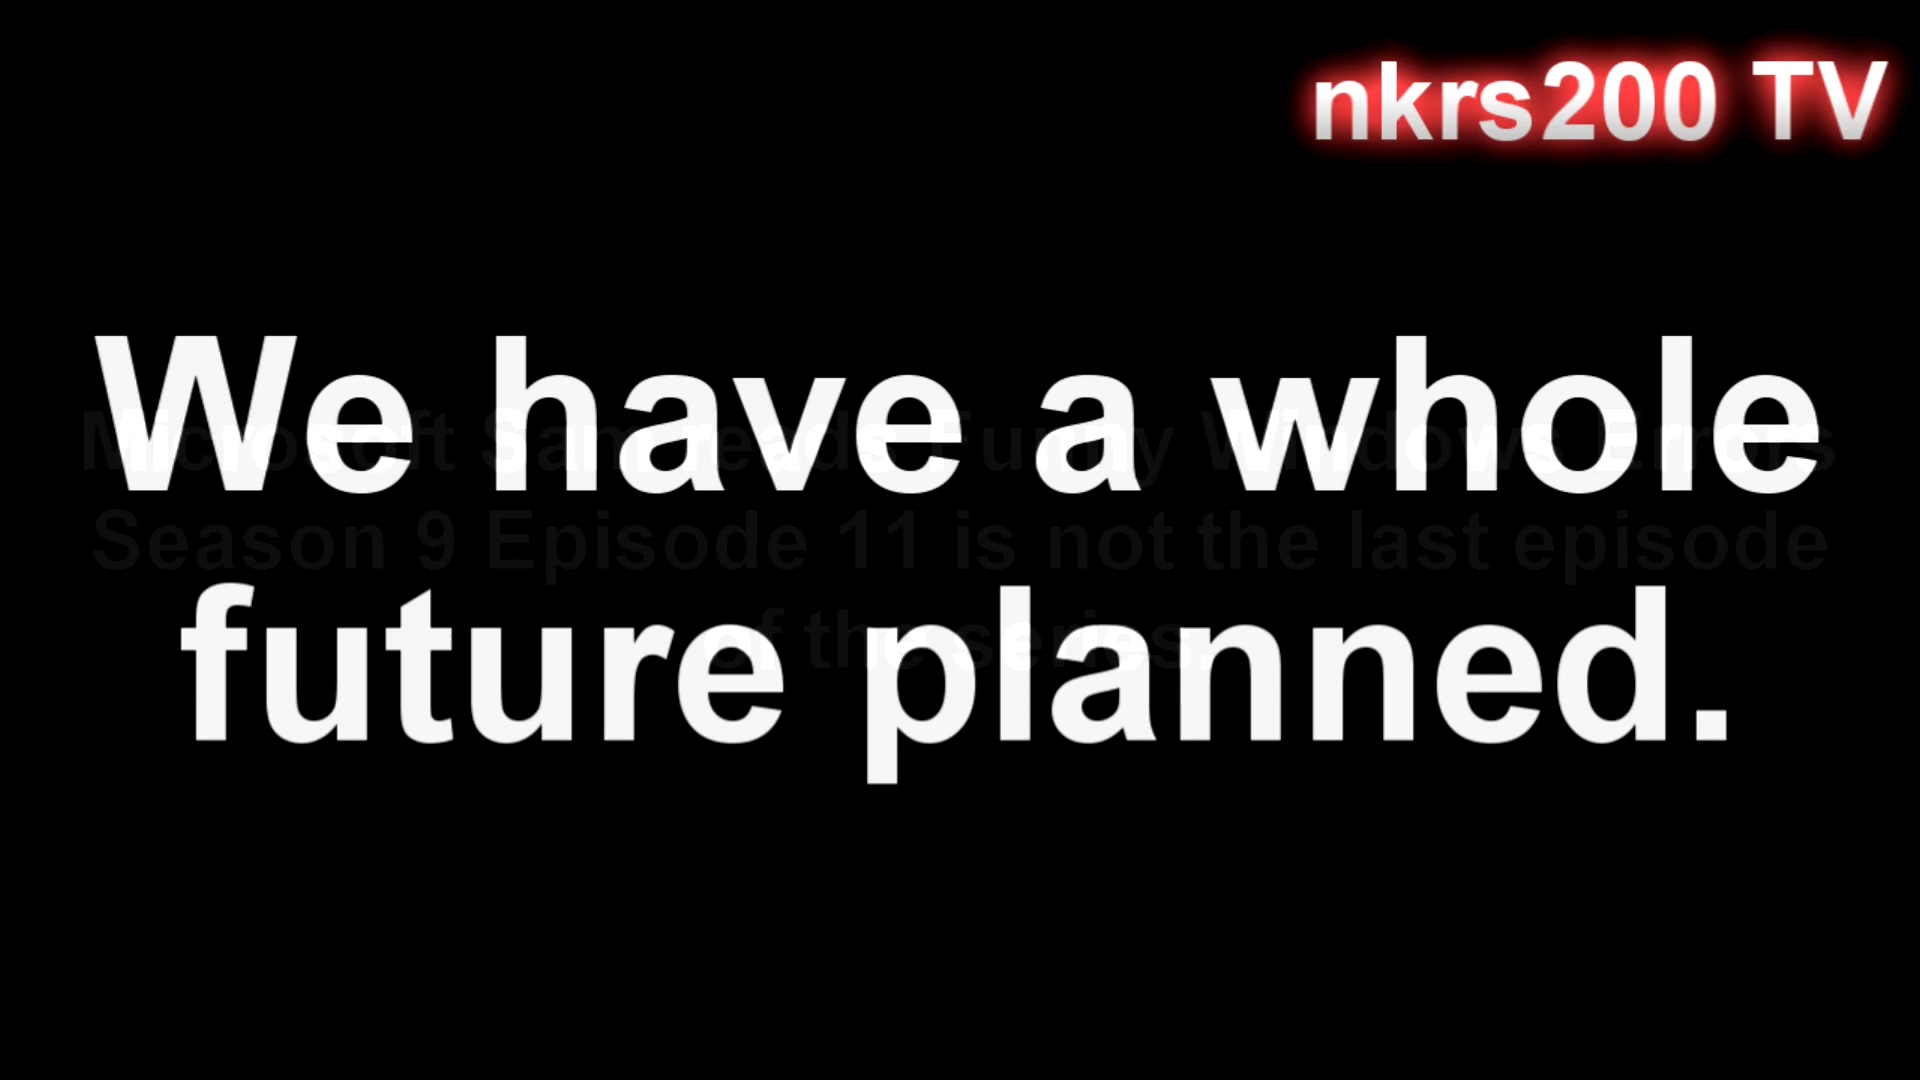 nkrs200 TV
We have a whole
Microsoft Sam reads Funny Windows Errors
Season 9 Episode 11 is not the last episode
future planned.
of the series.